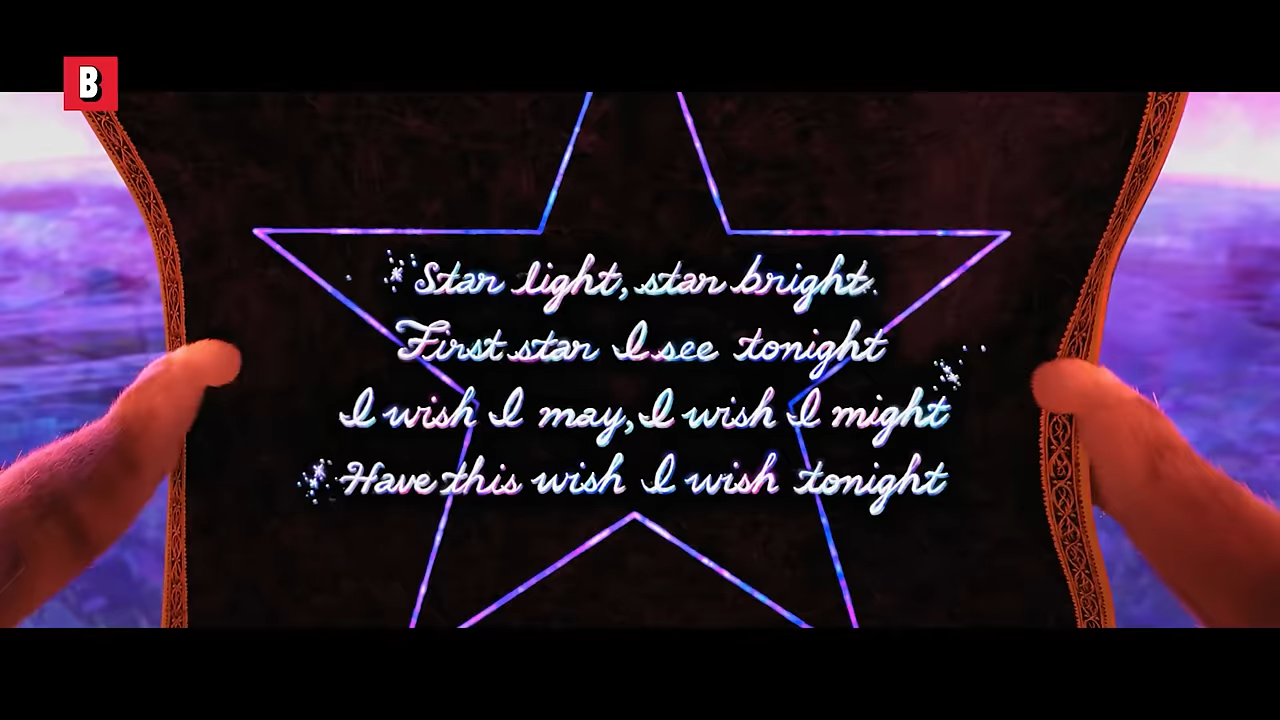 B
Star light, star bright.
First star I see tonight
I wish I may, I wish I might
Have this wish I wish tonight